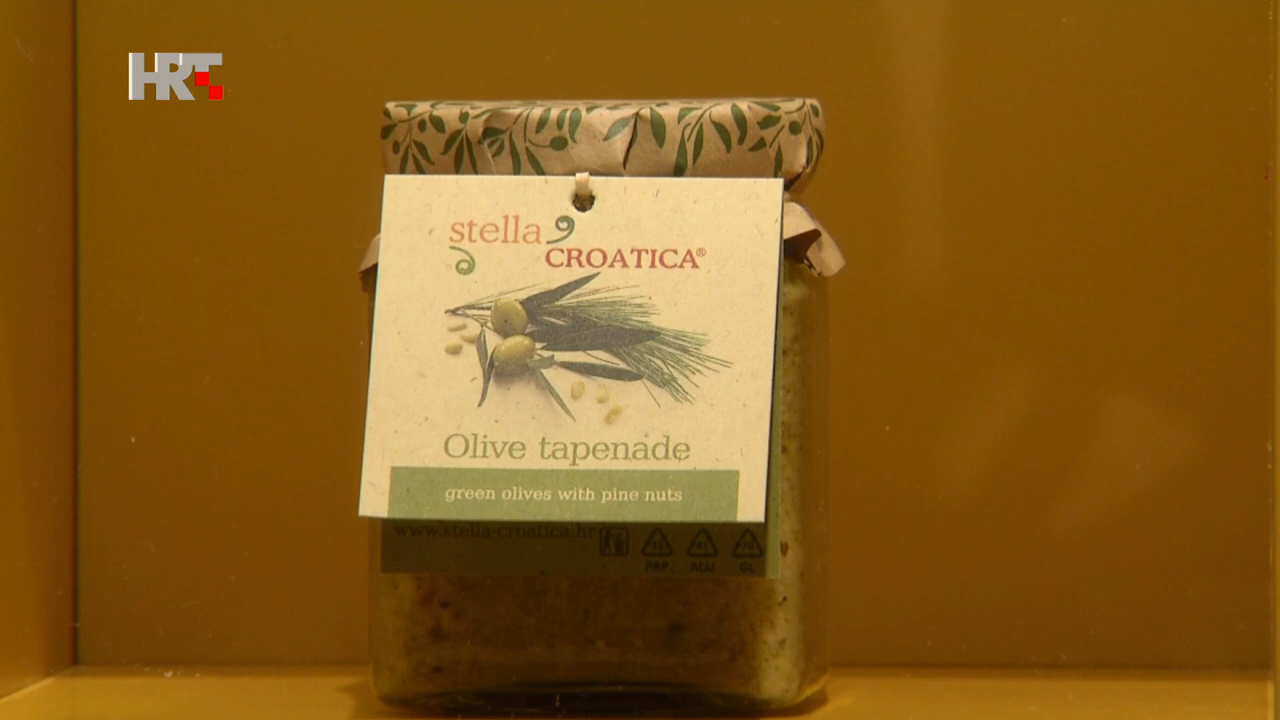 HRT
stella
CROATICA®
Olive tapenade
green olives with pine nuts
www.stella-croatica.hr
PAP ALU GL